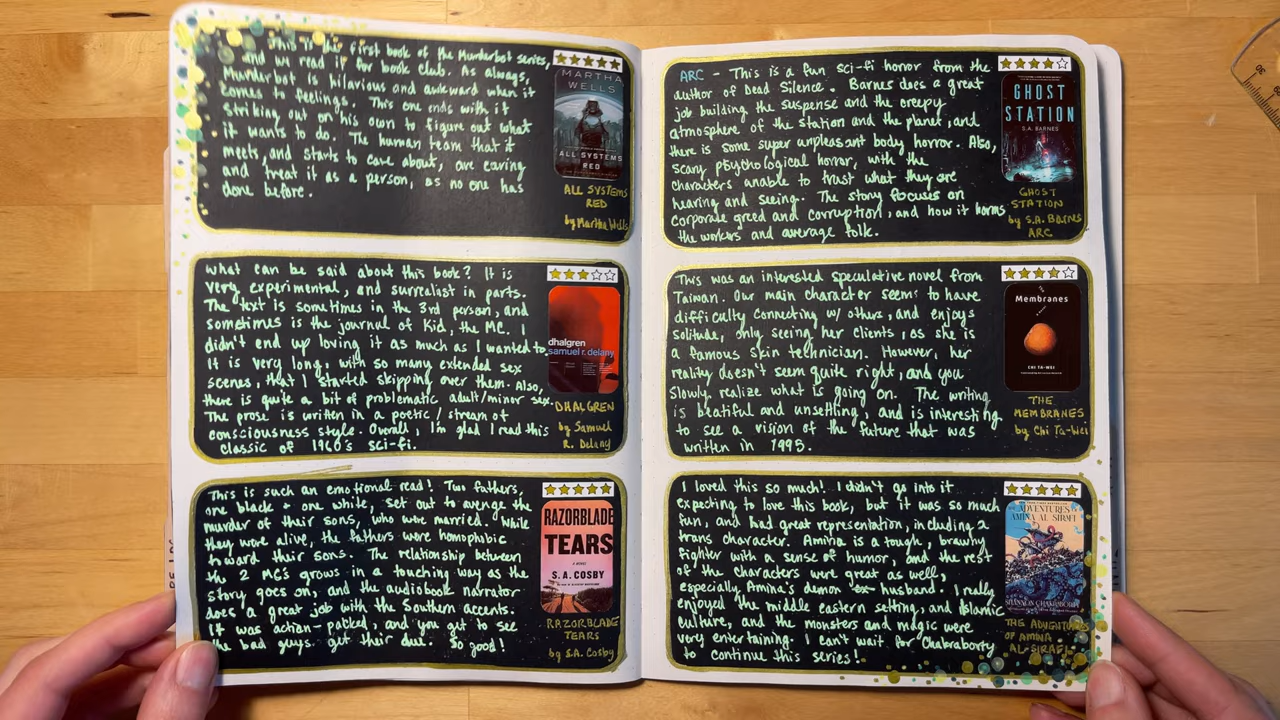 This is the first book of the Murderbot series,
and we read it for book club. As always,
Murderbot is hilarious and awkward when it
comes to feelings. This one ends with it
striking out on his own to figure out what
it wants to do. The human team that it
meets, and starts to care about, are caring
and treat it as a person, as no one has
done before.
MARTHA
WELLS
ALL SYSTEMS
RED
ALL SYSTEMS
RED
by Martha Wells
What can be said about this book? It is
very experimental, and surrealist in parts.
The text is sometimes in the 3rd person, and
sometimes is the journal of Kid, the MC. I
didn't end up loving it as much as I wanted to.
It is very long, with so many extended sex
scenes, that I started skipping over them. Also,
there is quite a bit of problematic adult/minor sex.
The prose is written in a poetic / stream of
consciousness style. Overall, I'm glad I read this
classic of 1960's sci-fi.
dhalgren
samuel r. delany
DHALGREN
by Samuel
R. Delany
This is such an emotional read! Two fathers,
one black + one white, set out to avenge the
murder of their sons, who were married. While
they were alive, the fathers were homophobic
toward their sons. The relationship between
the 2 MC's grows in a touching way as the
story goes on, and the audiobook narrator
does a great job with the Southern accents.
It was action-packed, and you get to see
the bad guys get their due. So good!
RAZORBLADE
TEARS
A NOVEL
S. A. COSBY
RAZORBLADE
TEARS
by S.A. Cosby
ARC - This is a fun sci-fi horror from the
author of Dead Silence. Barnes does a great
job building the suspense and the creepy
atmosphere of the station and the planet, and
there is some super unpleasant body horror. Also,
scary psychological horror, with the
characters unable to trust what they are
hearing and seeing. The story focuses on
corporate greed and corruption, and how it harms
the workers and average folk.
GHOST
STATION
S.A. BARNES
GHOST
STATION
by S.A. BARNES
ARC
This was an interested speculative novel from
Taiwan. Our main character seems to have
difficulty connecting w/ others, and enjoys
solitude, only seeing her clients, as she is
a famous skin technician. However, her
reality doesn't seem quite right, and you
slowly realize what is going on. The writing
is beatiful and unsettling, and is interesting
to see a vision of the future that was
written in 1995.
The
Membranes
CHI TA-WEI
THE
MEMBRANES
by Chi Ta-Wei
I loved this so much! I didn't go into it
expecting to love this book, but it was so much
fun, and had great representation, including 2
trans character. Amina is a tough, brawny
fighter with a sense of humor, and the rest
of the characters were great as well,
especially Amina's demon husband. I really
enjoyed the middle eastern setting, and Islamic
culture, and the monsters and magic were
very entertaining. I can't wait for Chakraborty
to continue this series!
THE ADVENTURES
OF
AMINA AL-SIRAFI
SHANNON CHAKRABORTY
THE ADVENTURES
OF AMINA
AL-SIRAFI
30